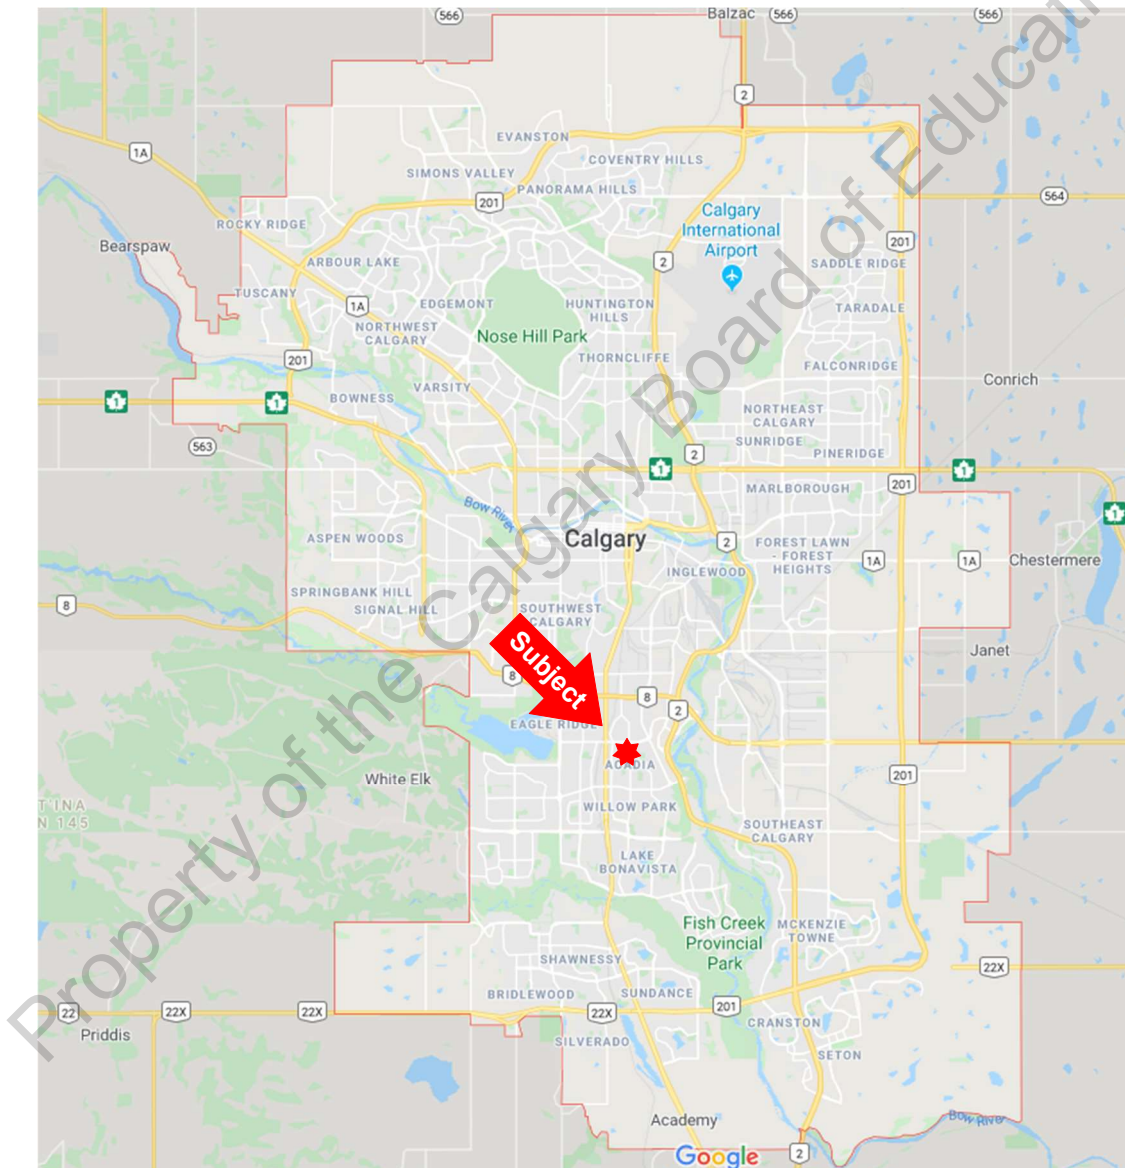 566
Balzac
566
566
2
1A
EVANSTON
COVENTRY HILLS
SIMONS VALLEY
PANORAMA HILLS
201
564
Calgary
International
Airport
ROCKY RIDGE
Bearspaw
201
ARBOUR LAKE
2
SADDLE RIDGE
TUSCANY
1A
EDGEMONT
HUNTINGTON
HILLS
TARADALE
NORTHWEST
CALGARY
Nose Hill Park
THORNCLIFFE
201
FALCONRIDGE
Conrich
VARSITY
BOWNESS
1
1
NORTHEAST
CALGARY
SUNRIDGE
563
2
PINERIDGE
1
1
201
MARLBOROUGH
Bow River
1
ASPEN WOODS
Calgary
2
FOREST LAWN
- FOREST
HEIGHTS
1A
1A
Chestermere
INGLEWOOD
SPRINGBANK HILL
8
SIGNAL HILL
SOUTHWEST
CALGARY
Subject
Janet
8
8
2
EAGLE RIDGE
ACADIA
White Elk
201
T'INA
N 145
WILLOW PARK
SOUTHEAST
CALGARY
LAKE
BONAVISTA
Fish Creek
Provincial
Park
MCKENZIE
TOWNE
SHAWNESSY
22X
BRIDLEWOOD
SUNDANCE
201
22
22X
22X
22X
Priddis
CRANSTON
SILVERADO
SETON
Academy
Bow River
Google
2
Property of the Calgary Board of Educati